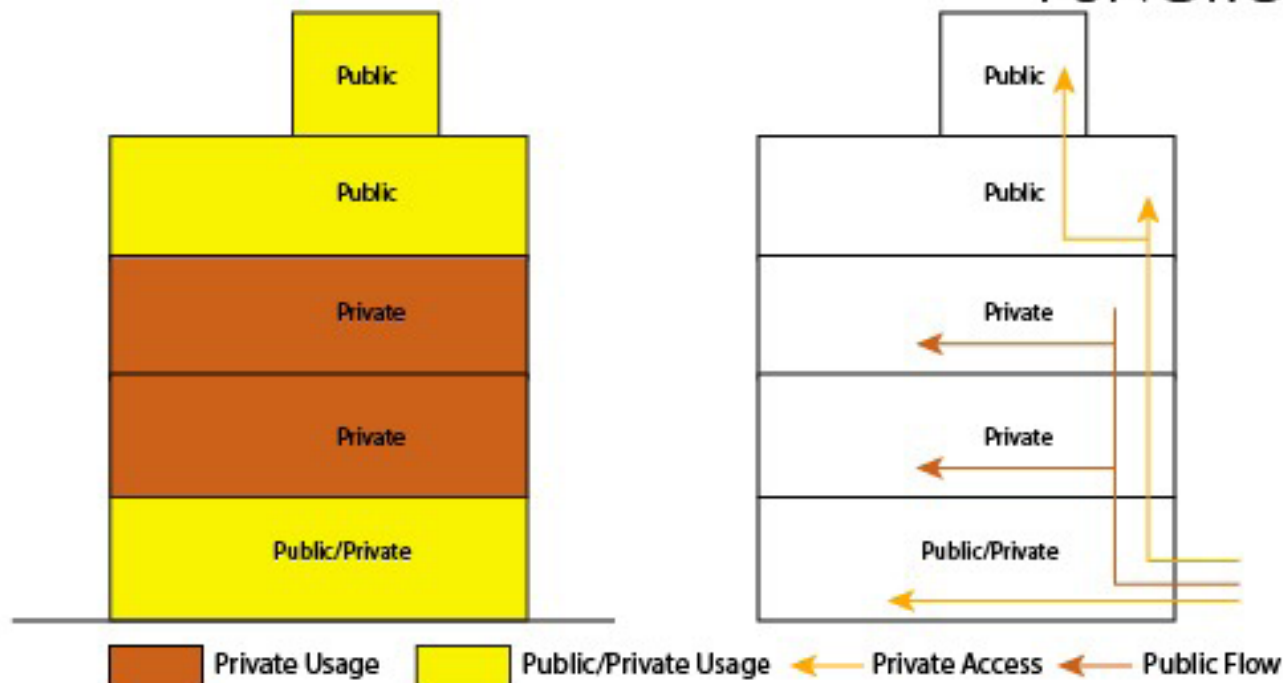 Public
Public
Private
Private
Public/Private
Public
Public
Private
Private
Public/Private
Private Usage
Public/Private Usage
Private Access
Public Flow